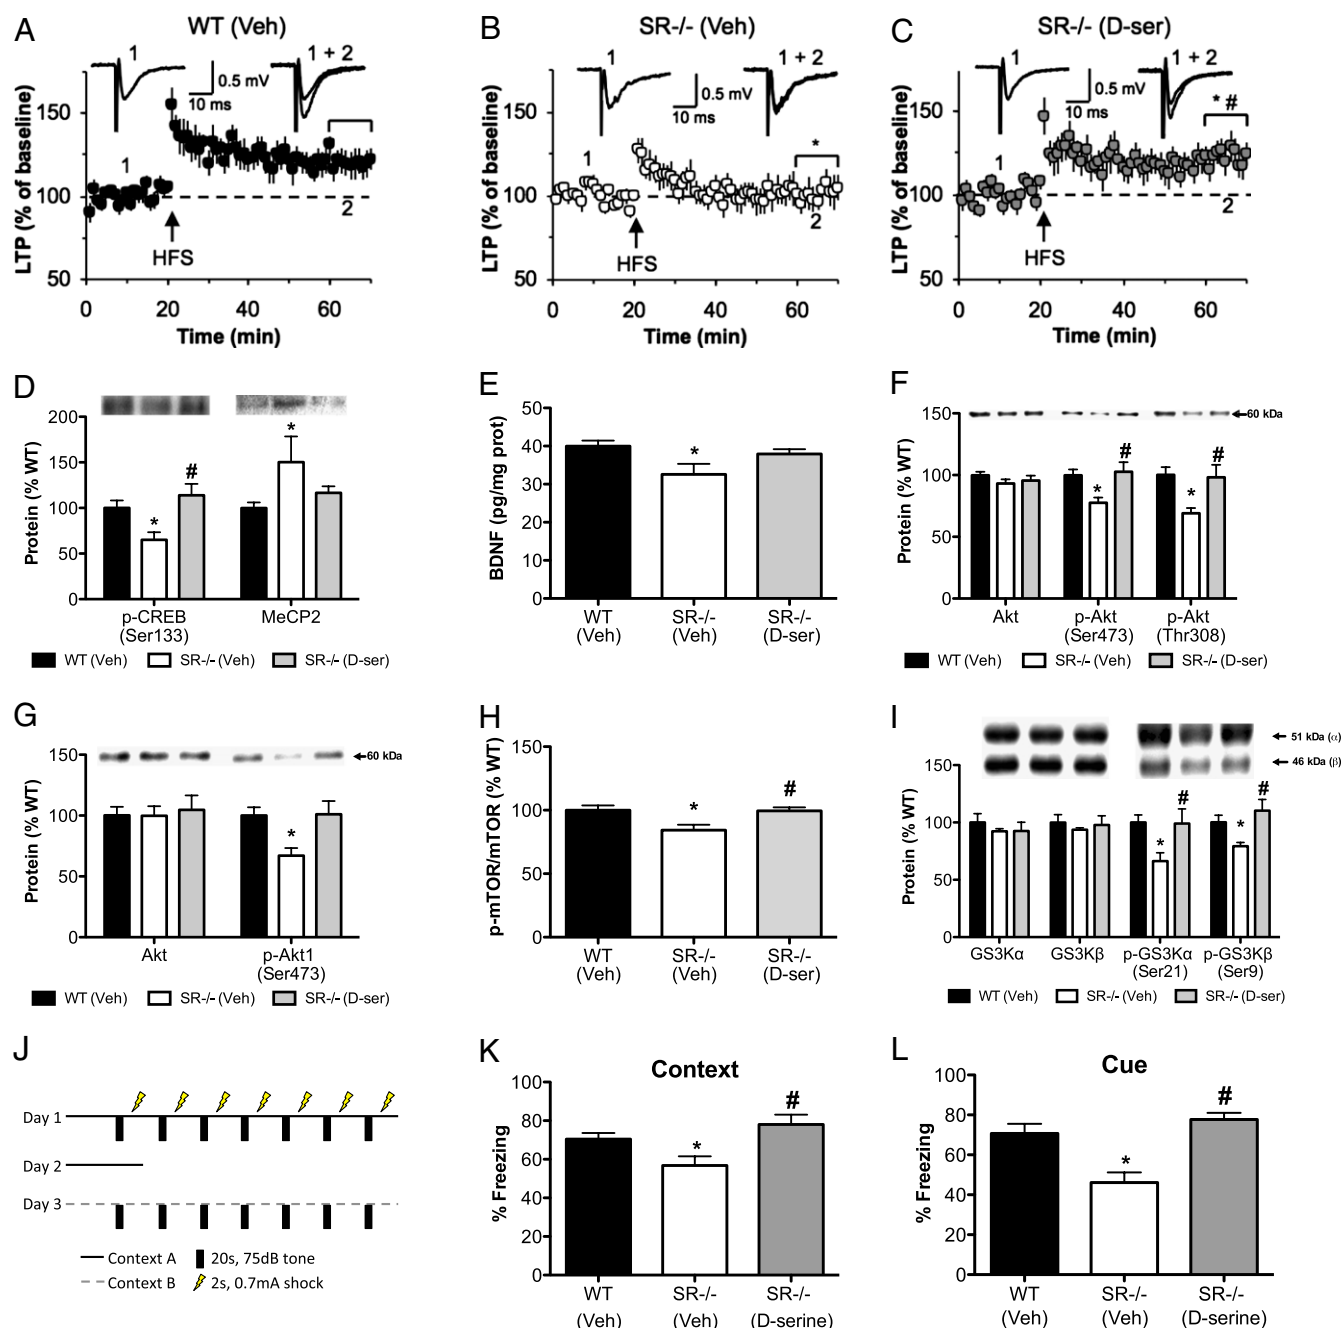 A
WT (Veh)
1
1 + 2
0.5 mV
10 ms
LTP (% of baseline)
150
100
50
1
2
HFS
0
20
40
60
Time (min)
B
SR-/- (Veh)
1
1 + 2
0.5 mV
10 ms
LTP (% of baseline)
150
100
50
1
*
2
HFS
0
20
40
60
Time (min)
C
SR-/- (D-ser)
1
1 + 2
0.5 mV
10 ms
* #
LTP (% of baseline)
150
100
50
1
2
HFS
0
20
40
60
Time (min)
D
Protein (% WT)
200
150
100
50
0
*
#
*
p-CREB
(Ser133)
MeCP2
WT (Veh)
SR-/- (Veh)
SR-/- (D-ser)
E
BDNF (pg/mg prot)
50
40
30
20
10
0
*
WT
(Veh)
SR-/-
(Veh)
SR-/-
(D-ser)
F
Protein (% WT)
150
100
50
0
60 kDa
*
#
*
#
Akt
p-Akt
(Ser473)
p-Akt
(Thr308)
WT (Veh)
SR-/- (Veh)
SR-/- (D-ser)
G
Protein (% WT)
150
100
50
0
60 kDa
*
Akt
p-Akt1
(Ser473)
WT (Veh)
SR-/- (Veh)
SR-/- (D-ser)
H
p-mTOR/mTOR (% WT)
150
100
50
0
*
#
WT
(Veh)
SR-/-
(Veh)
SR-/-
(D-ser)
I
51 kDa (α)
46 kDa (β)
Protein (% WT)
150
100
50
0
*
#
*
#
GS3Kα
GS3Kβ
p-GS3Kα
(Ser21)
p-GS3Kβ
(Ser9)
WT (Veh)
SR-/- (Veh)
SR-/- (D-ser)
J
Day 1
Day 2
Day 3
Context A
20s, 75dB tone
Context B
2s, 0.7mA shock
K
Context
% Freezing
100
80
60
40
20
0
*
#
WT
(Veh)
SR-/-
(Veh)
SR-/-
(D-serine)
L
Cue
% Freezing
100
80
60
40
20
0
*
#
WT
(Veh)
SR-/-
(Veh)
SR-/-
(D-serine)